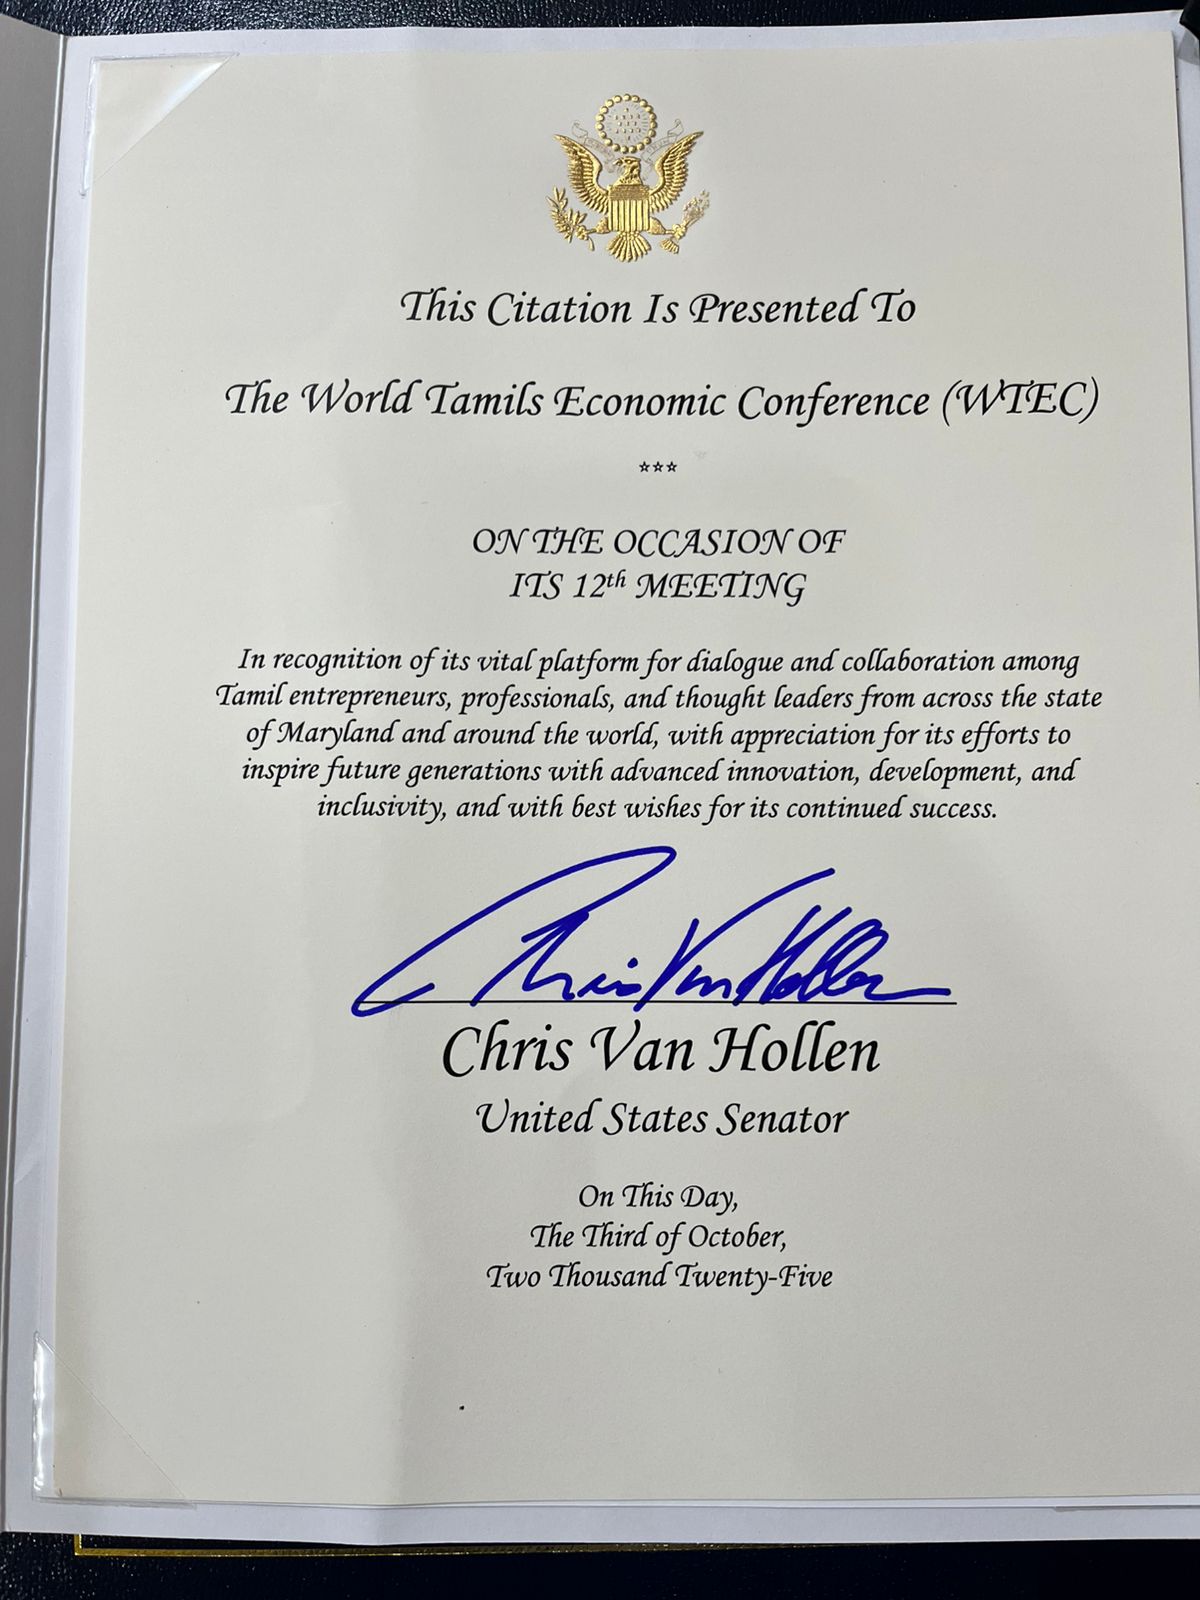 This Citation Is Presented To
The World Tamils Economic Conference (WTEC)
***
ON THE OCCASION OF
ITS 12th MEETING
In recognition of its vital platform for dialogue and collaboration among
Tamil entrepreneurs, professionals, and thought leaders from across the state
of Maryland and around the world, with appreciation for its efforts to
inspire future generations with advanced innovation, development, and
inclusivity, and with best wishes for its continued success.
Chris Van Hollen
Chris Van Hollen
United States Senator
On This Day,
The Third of October,
Two Thousand Twenty-Five